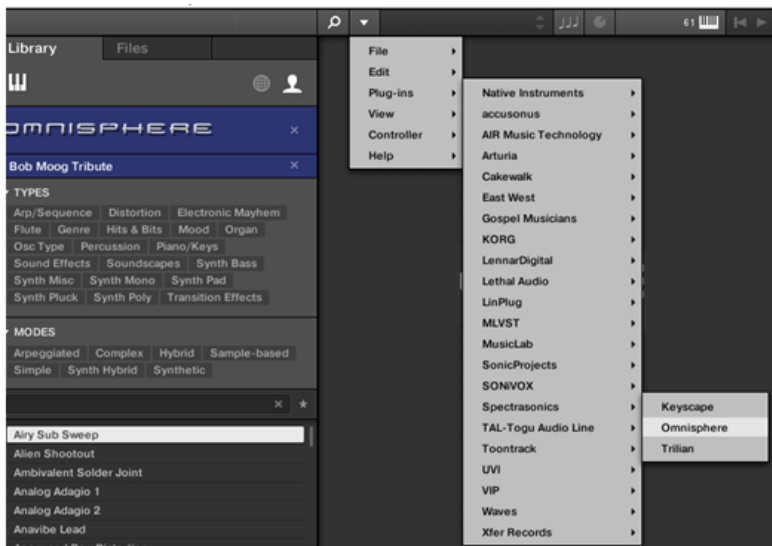 61
Library Files
OMNISPHERE
Bob Moog Tribute
TYPES
Arp/Sequence Distortion Electronic Mayhem
Flute Genre Hits & Bits Mood Organ
Osc Type Percussion Piano/Keys
Sound Effects Soundscapes Synth Bass
Synth Misc Synth Mono Synth Pad
Synth Pluck Synth Poly Transition Effects
MODES
Arpeggiated Complex Hybrid Sample-based
Simple Synth Hybrid Synthetic
Airy Sub Sweep
Alien Shootout
Ambivalent Solder Joint
Analog Adagio 1
Analog Adagio 2
Anavibe Lead
File
Edit
Plug-ins
View
Controller
Help
Native Instruments
accusonus
AIR Music Technology
Arturia
Cakewalk
East West
Gospel Musicians
KORG
LennarDigital
Lethal Audio
LinPlug
MLVST
MusicLab
SonicProjects
SONiVOX
Spectrasonics
TAL-Togu Audio Line
Toontrack
UVI
VIP
Waves
Xfer Records
Keyscape
Omnisphere
Trilian